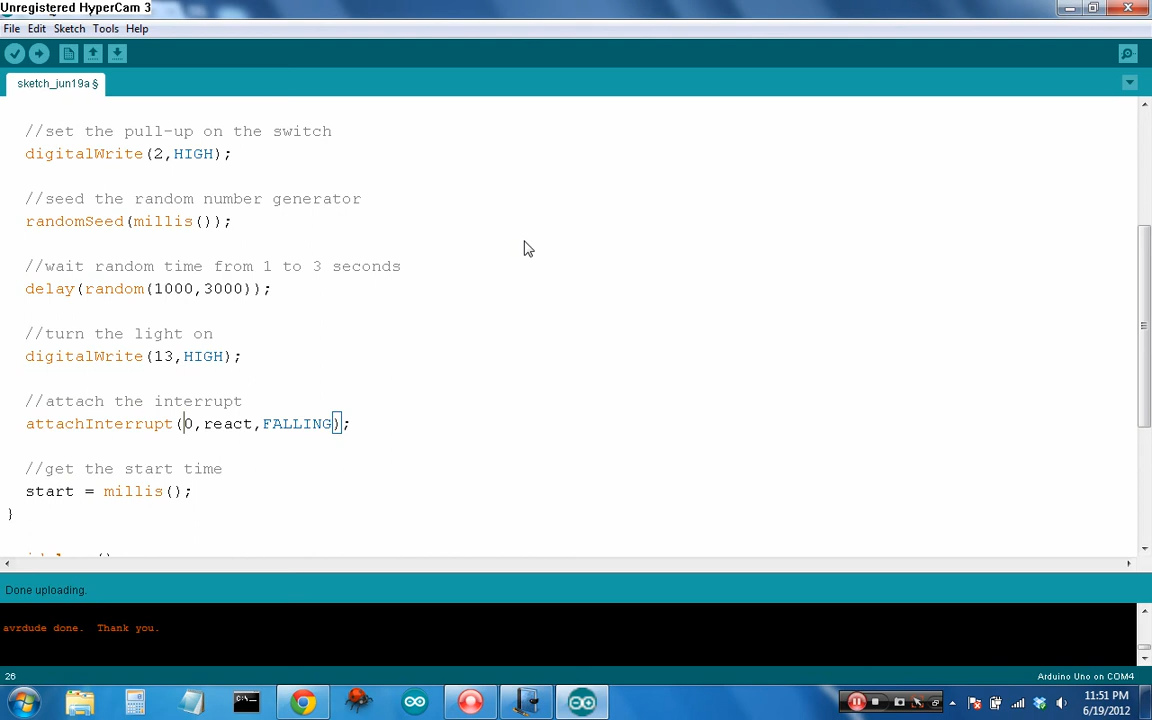 Unregistered HyperCam 3
File Edit Sketch Tools Help
sketch_jun19a §
//set the pull-up on the switch
digitalWrite(2,HIGH);
//seed the random number generator
randomSeed(millis());
//wait random time from 1 to 3 seconds
delay(random(1000,3000));
//turn the light on
digitalWrite(13,HIGH);
//attach the interrupt
attachInterrupt(0,react,FALLING);
//get the start time
start = millis();
}
Done uploading.
avrdude done.  Thank you.
26
Arduino Uno on COM4
11:51 PM
6/19/2012